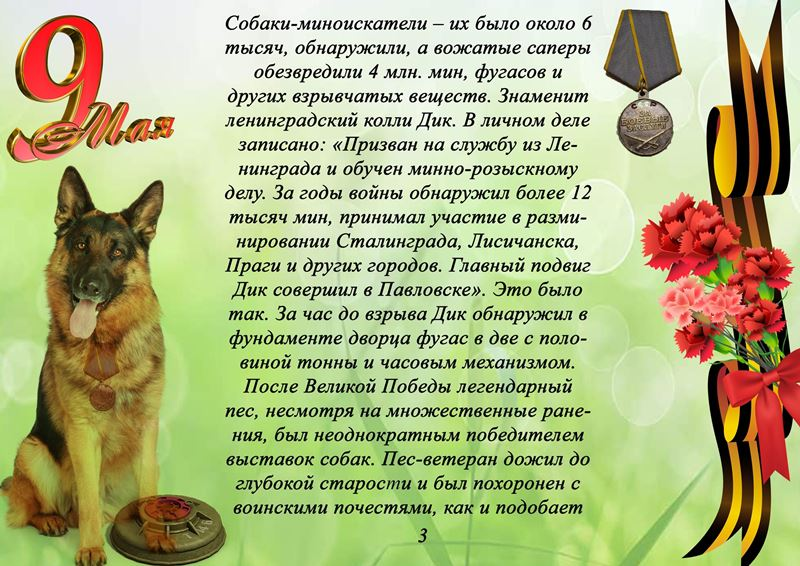 9 Мая
Собаки-миноискатели – их было около 6
тысяч, обнаружили, а вожатые саперы
обезвредили 4 млн. мин, фугасов и
других взрывчатых веществ. Знаменит
ленинградский колли Дик. В личном деле
записано: «Призван на службу из Ле-
нинграда и обучен минно-розыскному
делу. За годы войны обнаружил более 12
тысяч мин, принимал участие в разми-
нировании Сталинграда, Лисичанска,
Праги и других городов. Главный подвиг
Дик совершил в Павловске». Это было
так. За час до взрыва Дик обнаружил в
фундаменте дворца фугас в две с поло-
виной тонны и часовым механизмом.
После Великой Победы легендарный
пес, несмотря на множественные ране-
ния, был неоднократным победителем
выставок собак. Пес-ветеран дожил до
глубокой старости и был похоронен с
воинскими почестями, как и подобает
3
СССР
ЗА
БОЕВЫЕ
ЗАСЛУГИ